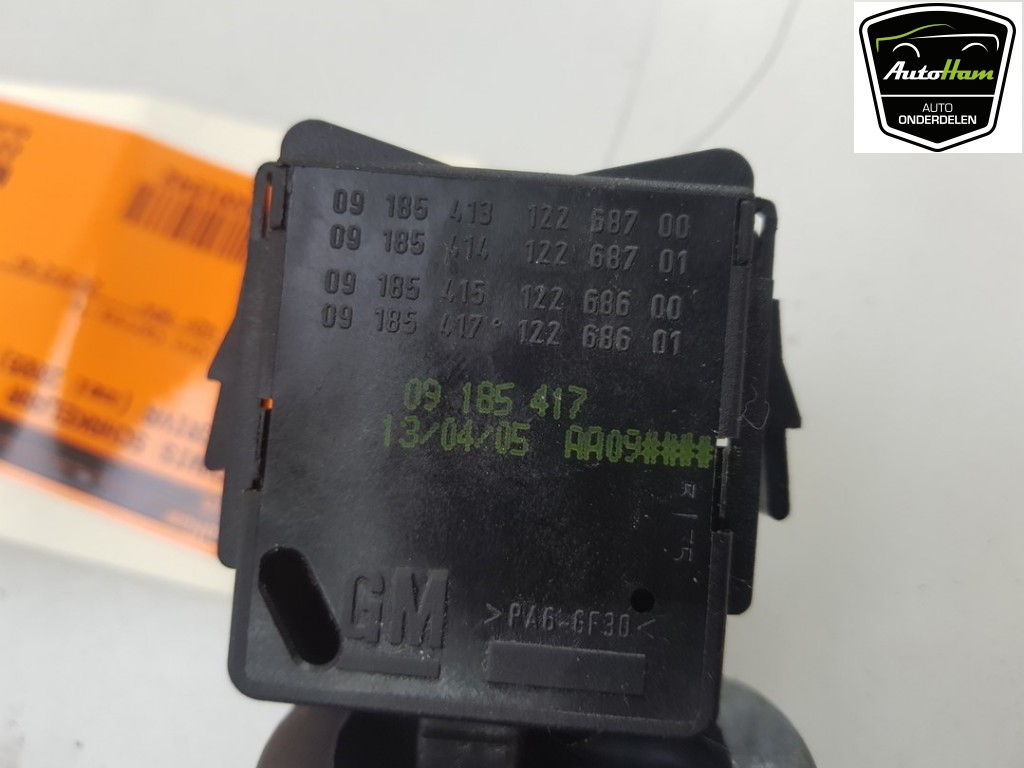 AutoHam
AUTO
ONDERDELEN
09 185 413 122 687 00
09 185 414 122 687 01
09 185 415 122 686 00
09 185 417 122 686 01
09 185 417
13/04/05 AA09####
GM
>PA6-GF30<